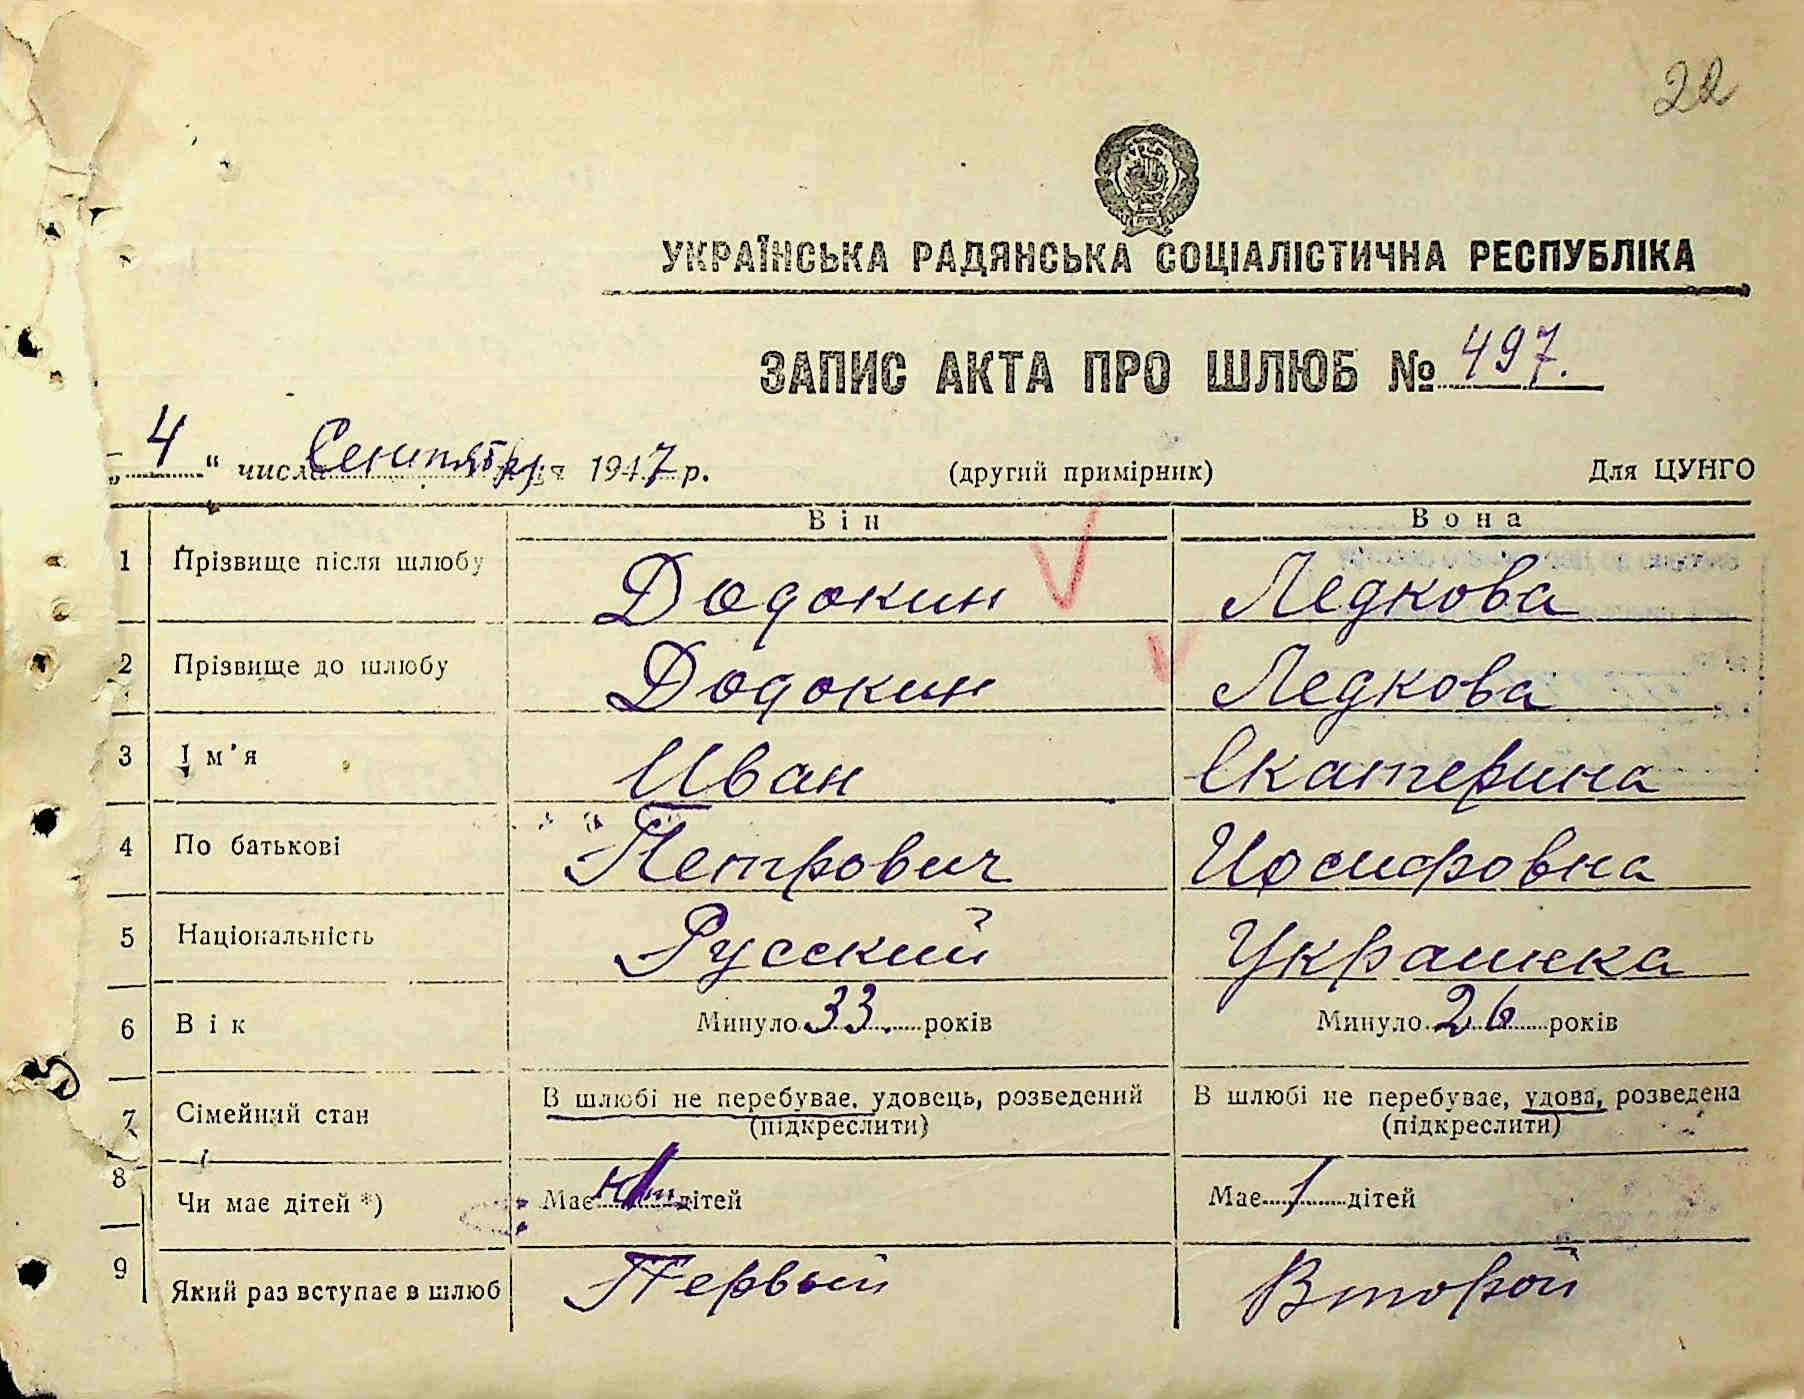 22
УКРАЇНСЬКА РАДЯНСЬКА СОЦІАЛІСТИЧНА РЕСПУБЛІКА
ЗАПИС АКТА ПРО ШЛЮБ № 497.
„ 4 “ числа Сентября 1947 р. (другий примірник) Для ЦУНГО
Він Вона
1 Прізвище після шлюбу Додокин Ледкова
2 Прізвище до шлюбу Додокин Ледкова
3 Ім'я Иван Екатерина
4 По батькові Петрович Иосифовна
5 Національність Русский Украинка
6 Вік Минуло 33. років Минуло 26 років
7 Сімейний стан В шлюбі не перебуває, удовець, розведений В шлюбі не перебуває, удова, розведена
(підкреслити) (підкреслити)
8 Чи має дітей *) Має дітей Має 1 дітей
9 Який раз вступає в шлюб Первый Второй